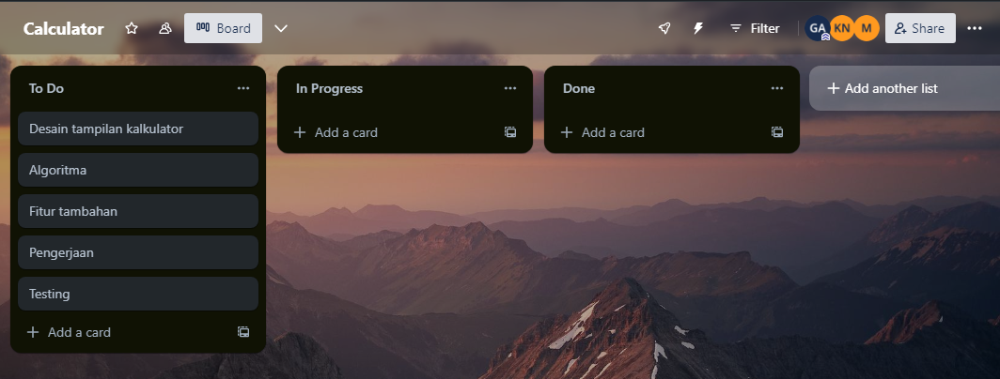 Calculator
Board
Filter
GA
KN
M
Share
To Do
Desain tampilan kalkulator
Algoritma
Fitur tambahan
Pengerjaan
Testing
Add a card
In Progress
Add a card
Done
Add a card
Add another list